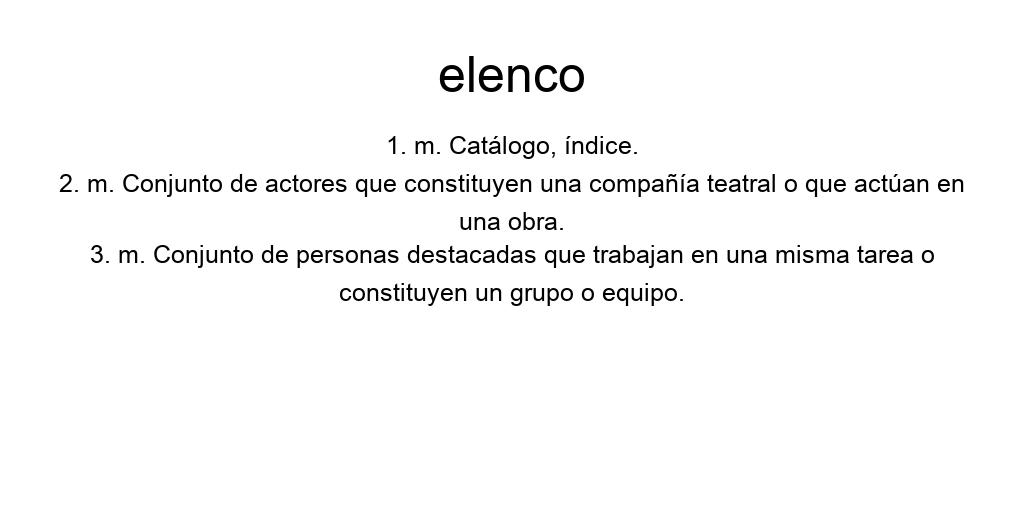 elenco
1. m. Catálogo, índice.
2. m. Conjunto de actores que constituyen una compañía teatral o que actúan en
una obra.
3. m. Conjunto de personas destacadas que trabajan en una misma tarea o
constituyen un grupo o equipo.